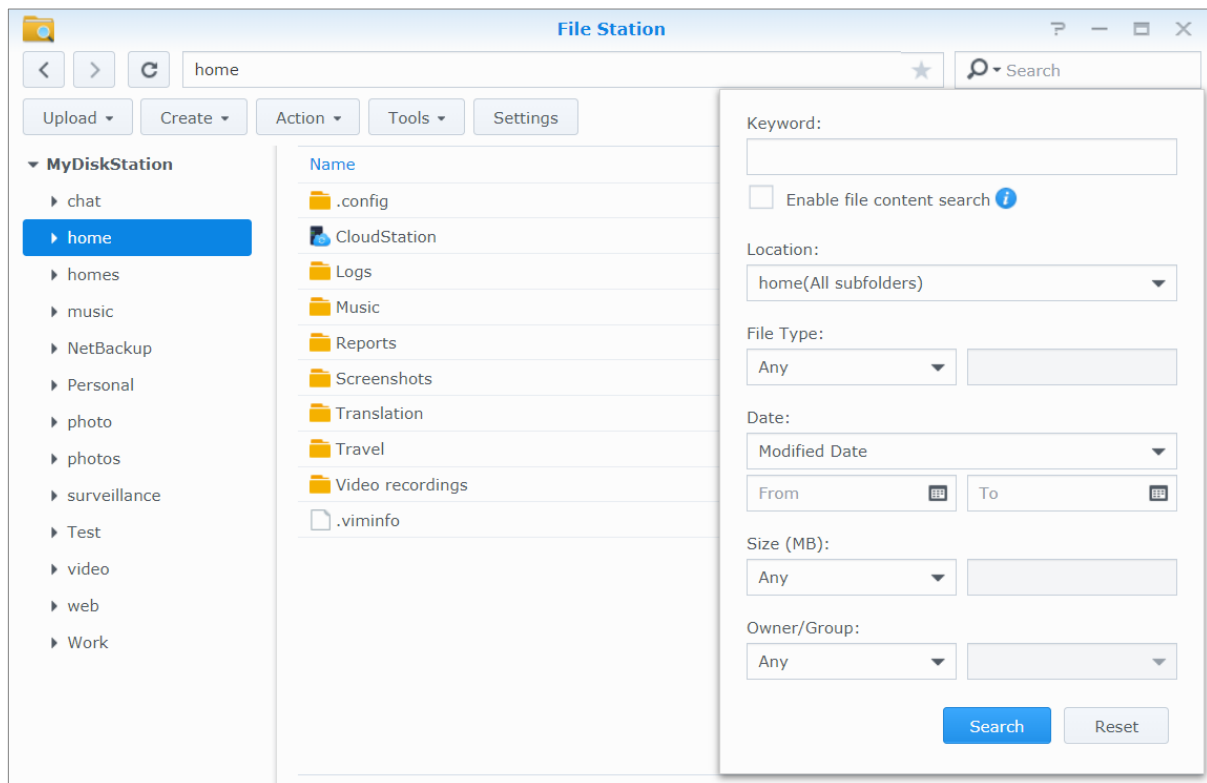 File Station
home
Search
Upload Create Action Tools Settings
MyDiskStation
chat
home
homes
music
NetBackup
Personal
photo
photos
surveillance
Test
video
web
Work
Name
.config
CloudStation
Logs
Music
Reports
Screenshots
Translation
Travel
Video recordings
.viminfo
Keyword:
Enable file content search
Location:
home(All subfolders)
File Type:
Any
Date:
Modified Date
From To
Size (MB):
Any
Owner/Group:
Any
Search Reset